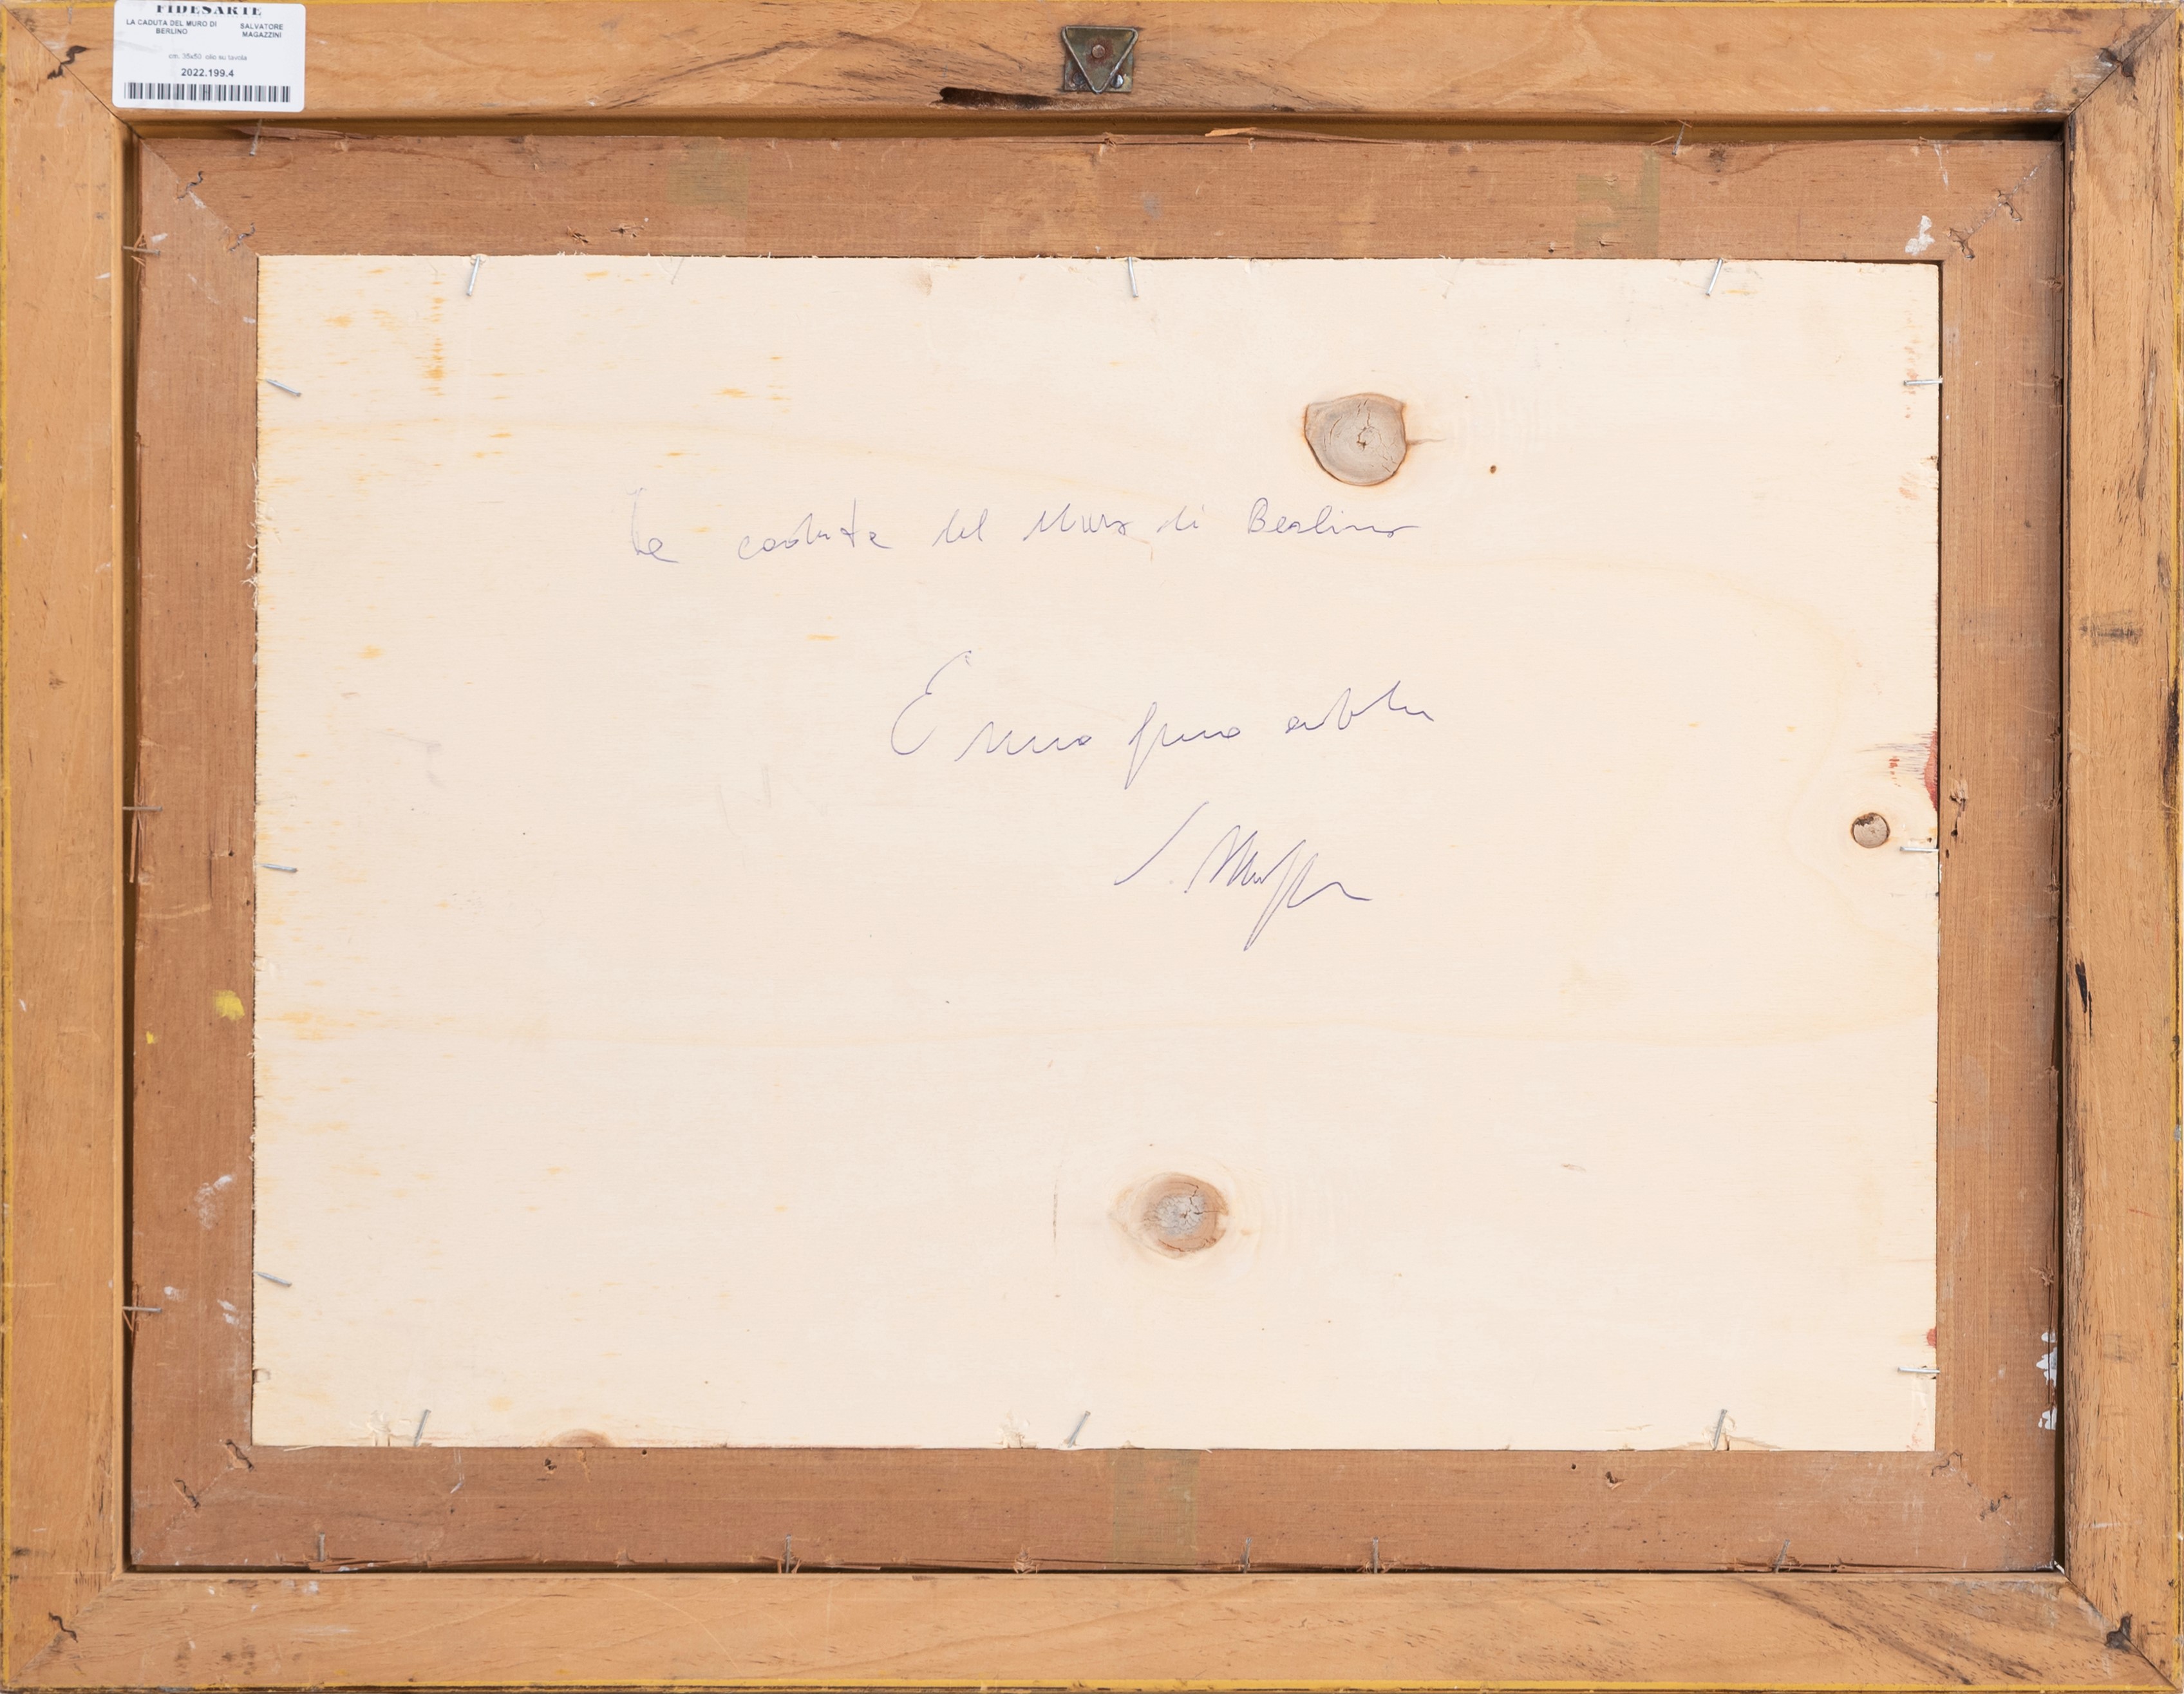 FIDESARTE
LA CADUTA DEL MURO DI BERLINO
SALVATORE MAGAZZINI
cm. 35x50 olio su tavola
2022.199.4
La caduta del Muro di Berlino
E
S.